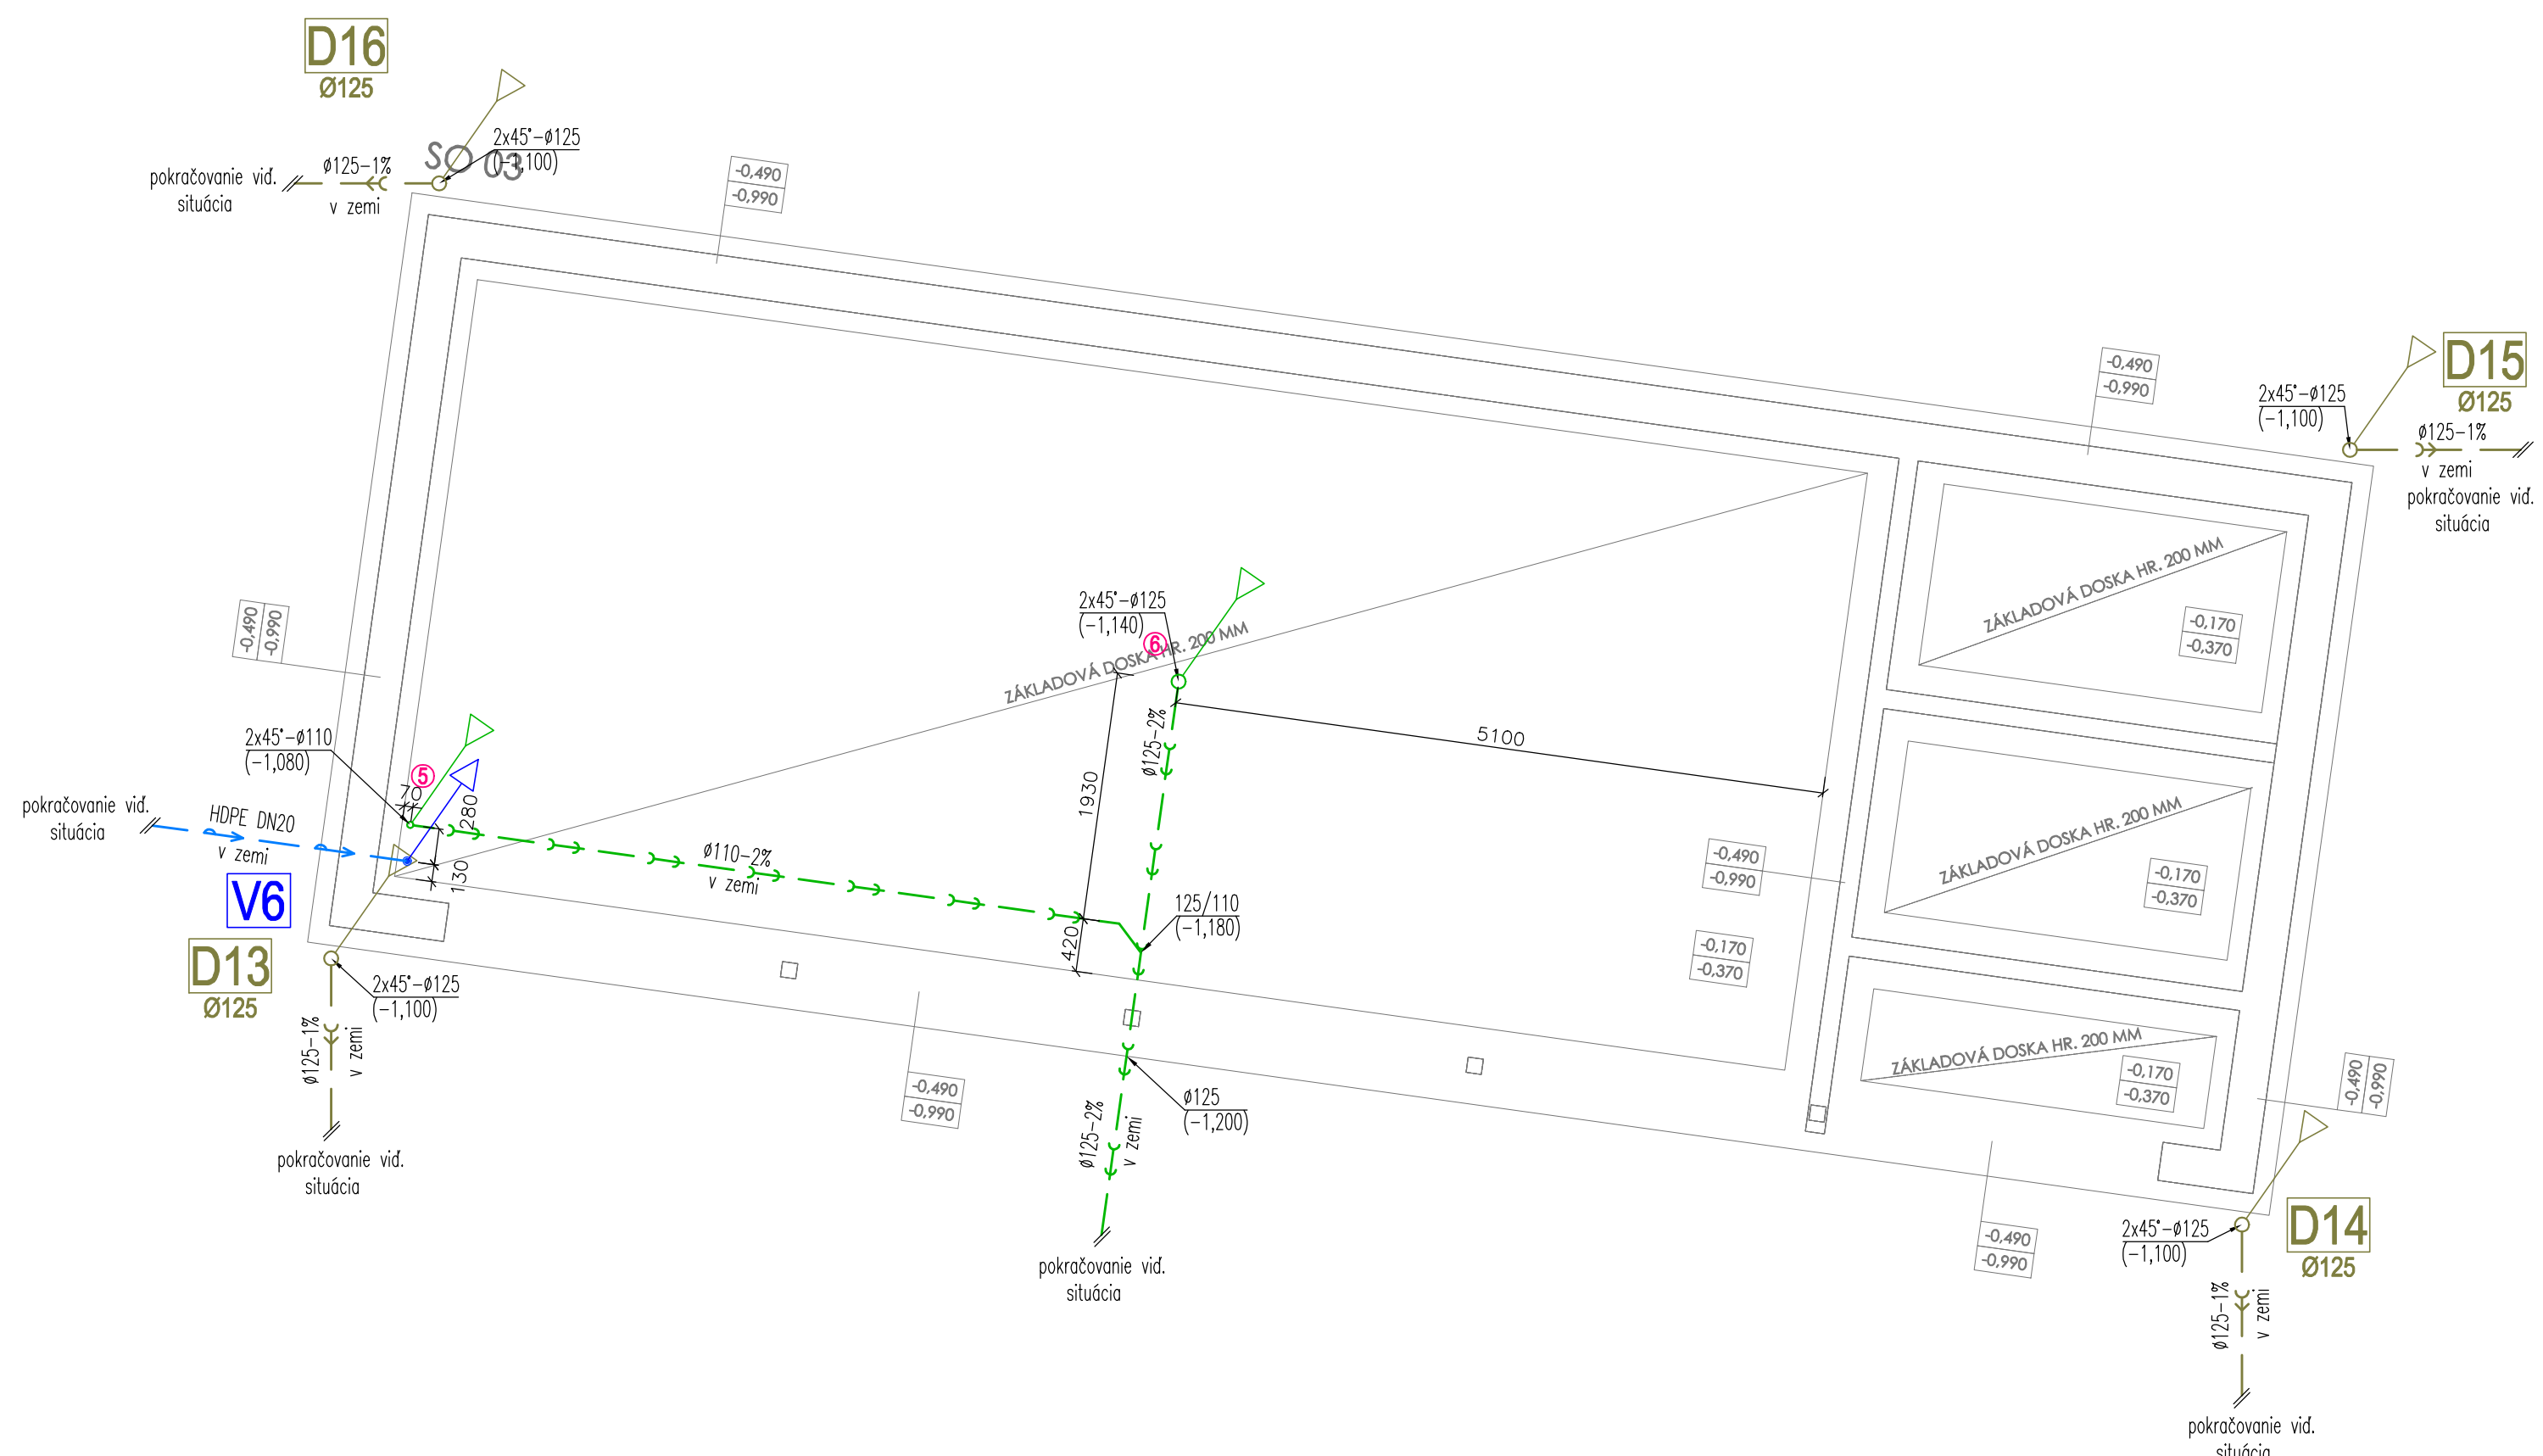 D16
Ø125
2x45°-ø125
(-1,100)
SO 03
ø125-1%
v zemi
pokračovanie viď.
situácia
-0,490
-0,990
-0,490
-0,990
D15
Ø125
2x45°-ø125
(-1,100)
ø125-1%
v zemi
pokračovanie viď.
situácia
ZÁKLADOVÁ DOSKA HR. 200 MM
-0,170
-0,370
-0,490
-0,990
2x45°-ø125
(-1,140)
6
ZÁKLADOVÁ DOSKA HR. 200 MM
ø125-2%
5100
1930
2x45°-ø110
(-1,080)
5
70
280
130
pokračovanie viď.
situácia
HDPE DN20
v zemi
V6
ø110-2%
v zemi
125/110
(-1,180)
420
ZÁKLADOVÁ DOSKA HR. 200 MM
-0,170
-0,370
-0,490
-0,990
-0,170
-0,370
D13
Ø125
2x45°-ø125
(-1,100)
ø125-1%
v zemi
pokračovanie viď.
situácia
-0,490
-0,990
ø125
(-1,200)
ø125-2%
v zemi
pokračovanie viď.
situácia
ZÁKLADOVÁ DOSKA HR. 200 MM
-0,170
-0,370
-0,490
-0,990
-0,490
-0,990
2x45°-ø125
(-1,100)
D14
Ø125
ø125-1%
v zemi
pokračovanie viď.
situácia